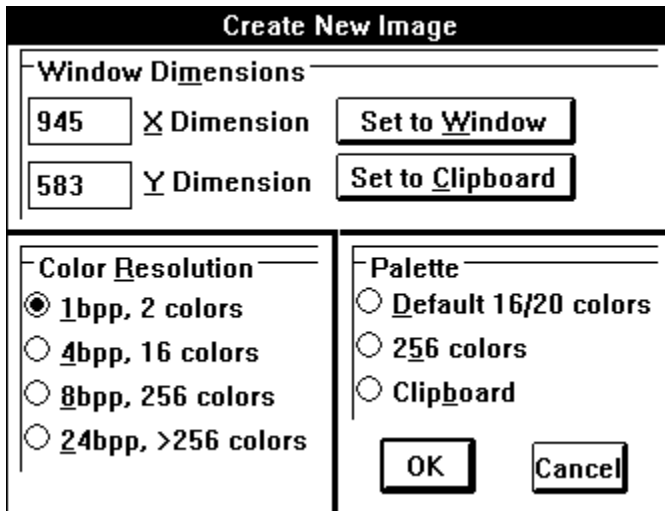 Create New Image
Window Dimensions
945 X Dimension Set to Window
583 Y Dimension Set to Clipboard
Color Resolution
1bpp, 2 colors
4bpp, 16 colors
8bpp, 256 colors
24bpp, >256 colors
Palette
Default 16/20 colors
256 colors
Clipboard
OK Cancel